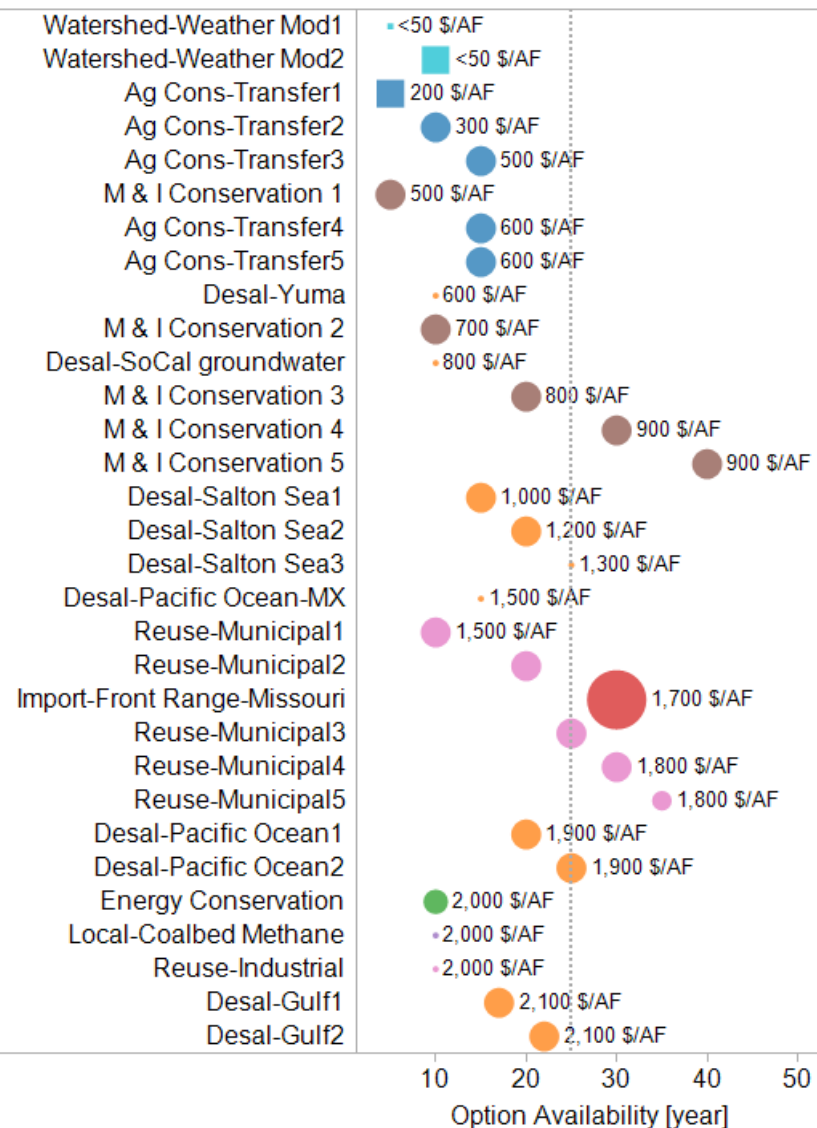 Watershed-Weather Mod1 <50 $/AF
Watershed-Weather Mod2 <50 $/AF
Ag Cons-Transfer1 200 $/AF
Ag Cons-Transfer2 300 $/AF
Ag Cons-Transfer3 500 $/AF
M & I Conservation 1 500 $/AF
Ag Cons-Transfer4 600 $/AF
Ag Cons-Transfer5 600 $/AF
Desal-Yuma 600 $/AF
M & I Conservation 2 700 $/AF
Desal-SoCal groundwater 800 $/AF
M & I Conservation 3 800 $/AF
M & I Conservation 4 900 $/AF
M & I Conservation 5 900 $/AF
Desal-Salton Sea1 1,000 $/AF
Desal-Salton Sea2 1,200 $/AF
Desal-Salton Sea3 1,300 $/AF
Desal-Pacific Ocean-MX 1,500 $/AF
Reuse-Municipal1 1,500 $/AF
Reuse-Municipal2
Import-Front Range-Missouri 1,700 $/AF
Reuse-Municipal3
Reuse-Municipal4 1,800 $/AF
Reuse-Municipal5 1,800 $/AF
Desal-Pacific Ocean1 1,900 $/AF
Desal-Pacific Ocean2 1,900 $/AF
Energy Conservation 2,000 $/AF
Local-Coalbed Methane 2,000 $/AF
Reuse-Industrial 2,000 $/AF
Desal-Gulf1 2,100 $/AF
Desal-Gulf2 2,100 $/AF
10 20 30 40 50
Option Availability [year]